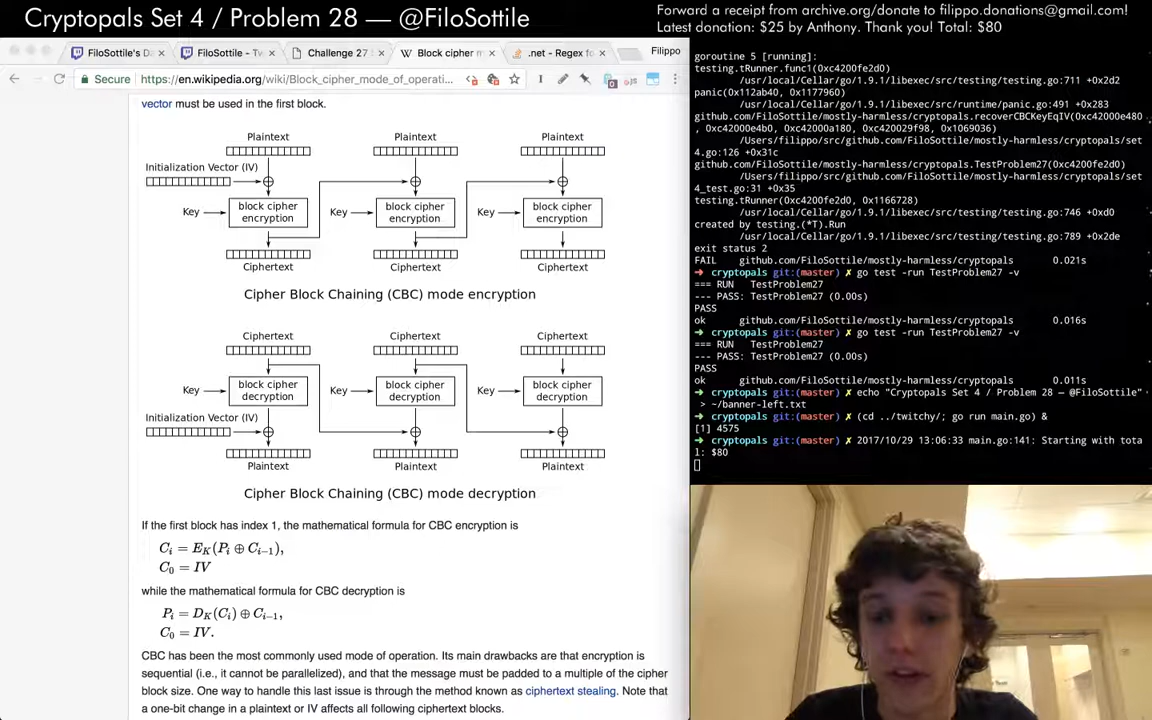 Cryptopals Set 4 / Problem 28 — @FiloSottile
Forward a receipt from archive.org/donate to filippo.donations@gmail.com!
Latest donation: $25 by Anthony. Thank you! Total: $80
FiloSottile's D
FiloSottile - Tw
Challenge 27
Block cipher m
.net - Regex fo
Filippo
Secure
https://en.wikipedia.org/wiki/Block_cipher_mode_of_operati...
vector must be used in the first block.
Plaintext
Plaintext
Plaintext
Initialization Vector (IV)
Key
block cipher
encryption
Key
block cipher
encryption
Key
block cipher
encryption
Ciphertext
Ciphertext
Ciphertext
Cipher Block Chaining (CBC) mode encryption
Ciphertext
Ciphertext
Ciphertext
Key
block cipher
decryption
Key
block cipher
decryption
Key
block cipher
decryption
Initialization Vector (IV)
Plaintext
Plaintext
Plaintext
Cipher Block Chaining (CBC) mode decryption
If the first block has index 1, the mathematical formula for CBC encryption is
C_i = E_K(P_i ⊕ C_{i−1}),
C_0 = IV
while the mathematical formula for CBC decryption is
P_i = D_K(C_i) ⊕ C_{i−1},
C_0 = IV.
CBC has been the most commonly used mode of operation. Its main drawbacks are that encryption is
sequential (i.e., it cannot be parallelized), and that the message must be padded to a multiple of the cipher
block size. One way to handle this last issue is through the method known as ciphertext stealing. Note that
a one-bit change in a plaintext or IV affects all following ciphertext blocks.
goroutine 5 [running]:
testing.tRunner.func1(0xc4200fe2d0)
/usr/local/Cellar/go/1.9.1/libexec/src/testing/testing.go:711 +0x2d2
panic(0x112ab40, 0x1177960)
/usr/local/Cellar/go/1.9.1/libexec/src/runtime/panic.go:491 +0x283
github.com/FiloSottile/mostly-harmless/cryptopals.recoverCBCKeyEqIV(0xc42000e480
, 0xc42000e4b0, 0xc42000a180, 0xc420029f98, 0x1069036)
/Users/filippo/src/github.com/FiloSottile/mostly-harmless/cryptopals/set
4.go:126 +0x31c
github.com/FiloSottile/mostly-harmless/cryptopals.TestProblem27(0xc4200fe2d0)
/Users/filippo/src/github.com/FiloSottile/mostly-harmless/cryptopals/set
4_test.go:31 +0x35
testing.tRunner(0xc4200fe2d0, 0x1166728)
/usr/local/Cellar/go/1.9.1/libexec/src/testing/testing.go:746 +0xd0
created by testing.(*T).Run
/usr/local/Cellar/go/1.9.1/libexec/src/testing/testing.go:789 +0x2de
exit status 2
FAIL github.com/FiloSottile/mostly-harmless/cryptopals 0.021s
➜ cryptopals git:(master) ✗ go test -run TestProblem27 -v
=== RUN TestProblem27
--- PASS: TestProblem27 (0.00s)
PASS
ok github.com/FiloSottile/mostly-harmless/cryptopals 0.016s
➜ cryptopals git:(master) ✗ go test -run TestProblem27 -v
=== RUN TestProblem27
--- PASS: TestProblem27 (0.00s)
PASS
ok github.com/FiloSottile/mostly-harmless/cryptopals 0.011s
➜ cryptopals git:(master) ✗ echo "Cryptopals Set 4 / Problem 28 — @FiloSottile"
> ~/banner-left.txt
➜ cryptopals git:(master) ✗ (cd ../twitchy/; go run main.go) &
[1] 4575
➜ cryptopals git:(master) ✗ 2017/10/29 13:06:33 main.go:141: Starting with tota
l: $80